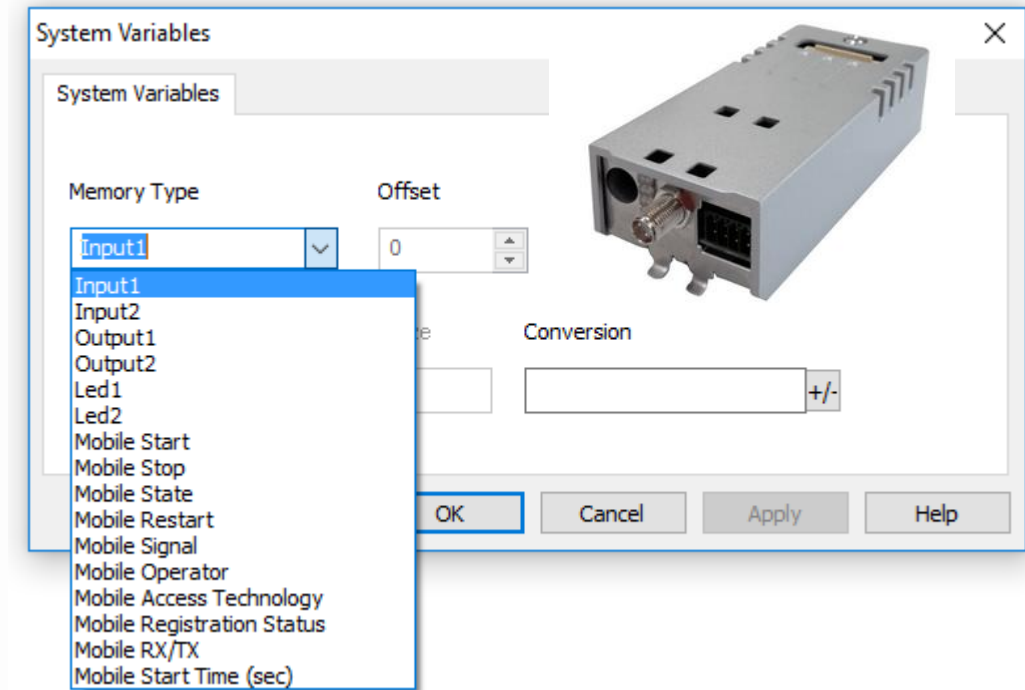 System Variables
System Variables
Memory Type
Offset
Input1
0
Input1
Input2
Output1
Output2
Led1
Led2
Mobile Start
Mobile Stop
Mobile State
Mobile Restart
Mobile Signal
Mobile Operator
Mobile Access Technology
Mobile Registration Status
Mobile RX/TX
Mobile Start Time (sec)
Conversion
+/-
OK
Cancel
Apply
Help